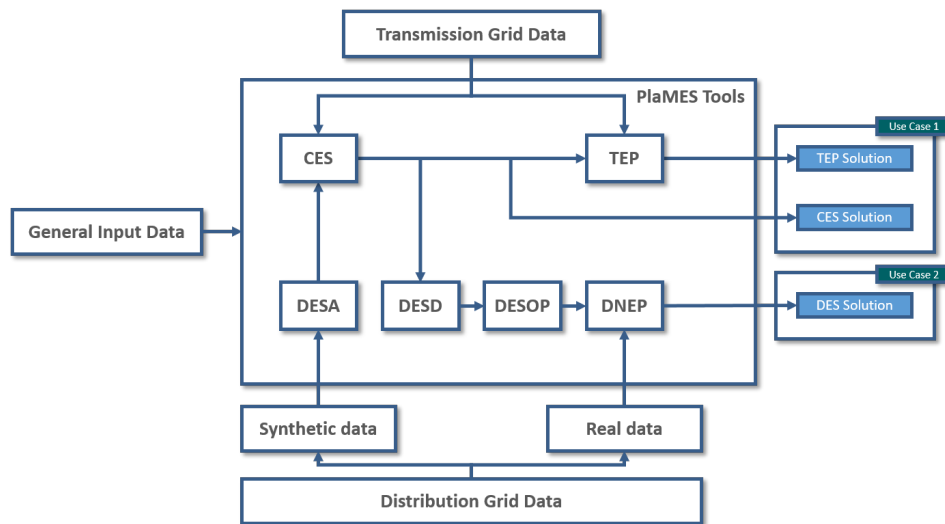 Transmission Grid Data
PlaMES Tools
Use Case 1
CES
TEP
TEP Solution
General Input Data
CES Solution
Use Case 2
DESA
DESD
DESOP
DNEP
DES Solution
Synthetic data
Real data
Distribution Grid Data